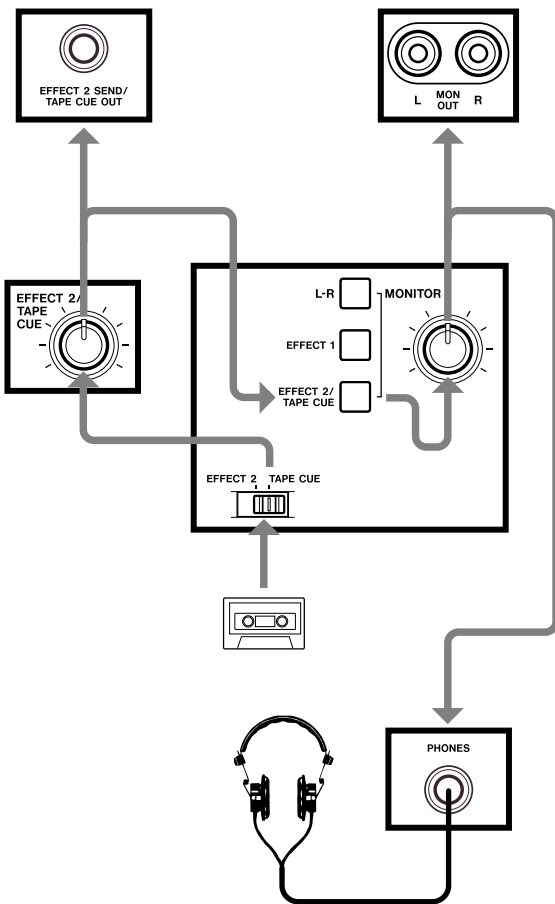 EFFECT 2 SEND/
TAPE CUE OUT
L MON R
OUT
EFFECT 2/
TAPE
CUE
L-R MONITOR
EFFECT 1
EFFECT 2/
TAPE CUE
EFFECT 2 TAPE CUE
PHONES